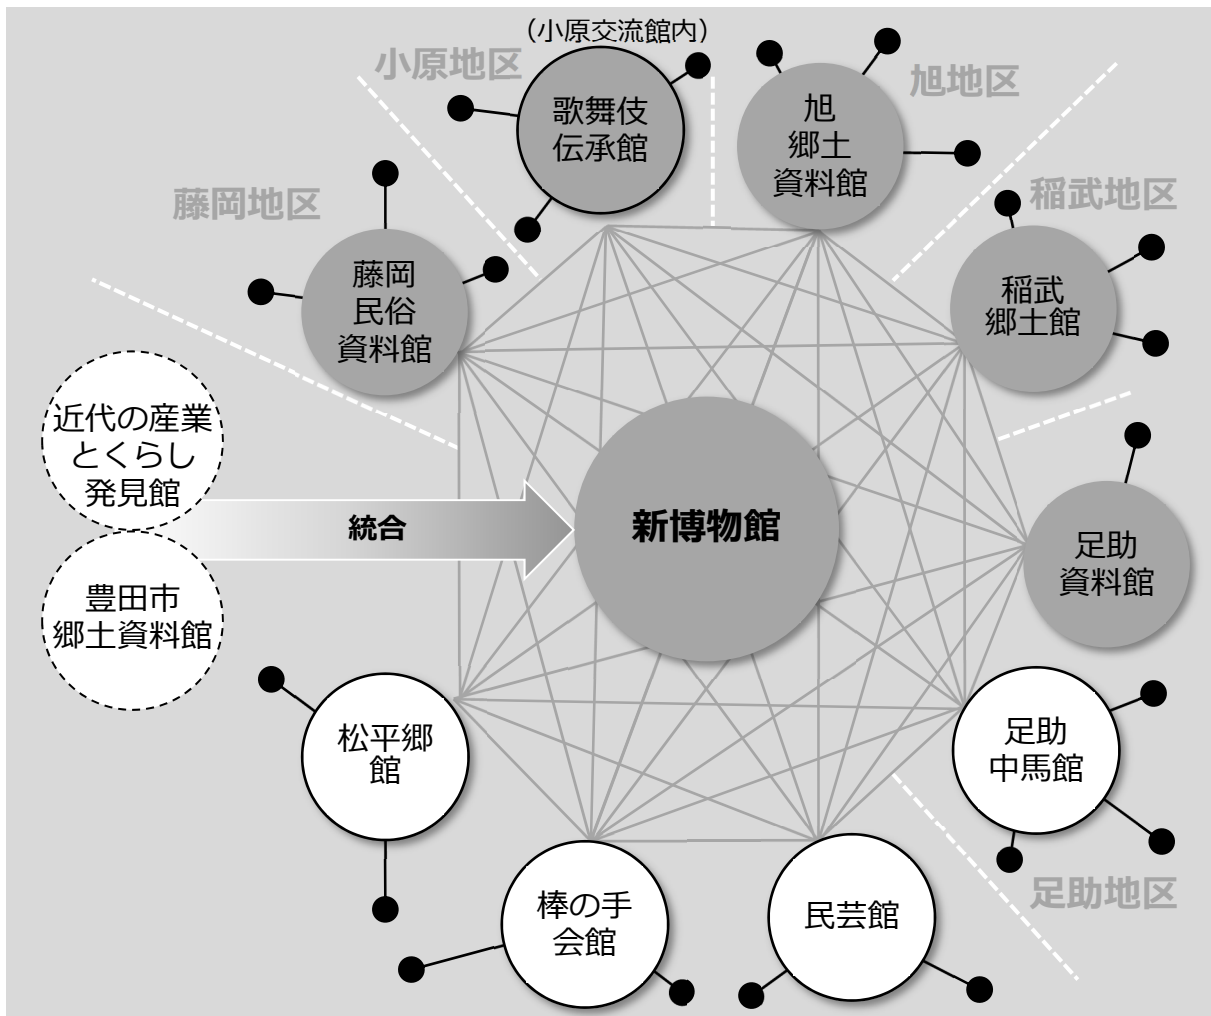 （小原交流館内）
小原地区
歌舞伎
伝承館
旭
郷土
資料館
旭地区
藤岡地区
藤岡
民俗
資料館
稲武地区
稲武
郷土館
近代の産業
とくらし
発見館
統合
新博物館
足助
資料館
豊田市
郷土資料館
松平郷
館
足助
中馬館
棒の手
会館
民芸館
足助地区